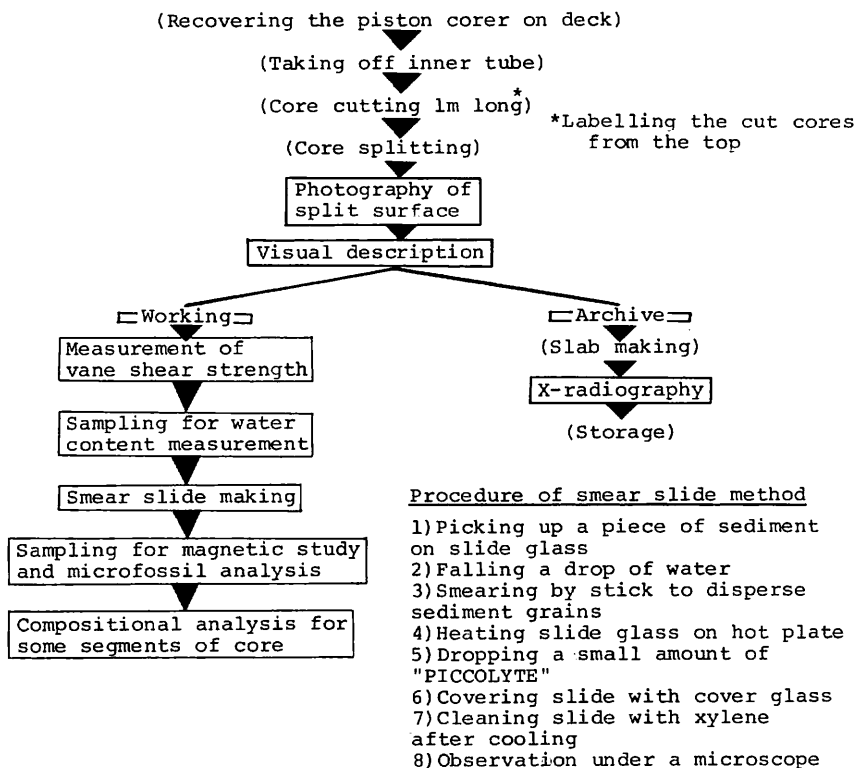 (Recovering the piston corer on deck)
(Taking off inner tube)
(Core cutting 1m long)*
*Labelling the cut cores
from the top
(Core splitting)
Photography of
split surface
Visual description
Working
Measurement of
vane shear strength
Sampling for water
content measurement
Smear slide making
Sampling for magnetic study
and microfossil analysis
Compositional analysis for
some segments of core
Archive
(Slab making)
X-radiography
(Storage)
Procedure of smear slide method
1)Picking up a piece of sediment
on slide glass
2)Falling a drop of water
3)Smearing by stick to disperse
sediment grains
4)Heating slide glass on hot plate
5)Dropping a small amount of
"PICCOLYTE"
6)Covering slide with cover glass
7)Cleaning slide with xylene
after cooling
8)Observation under a microscope